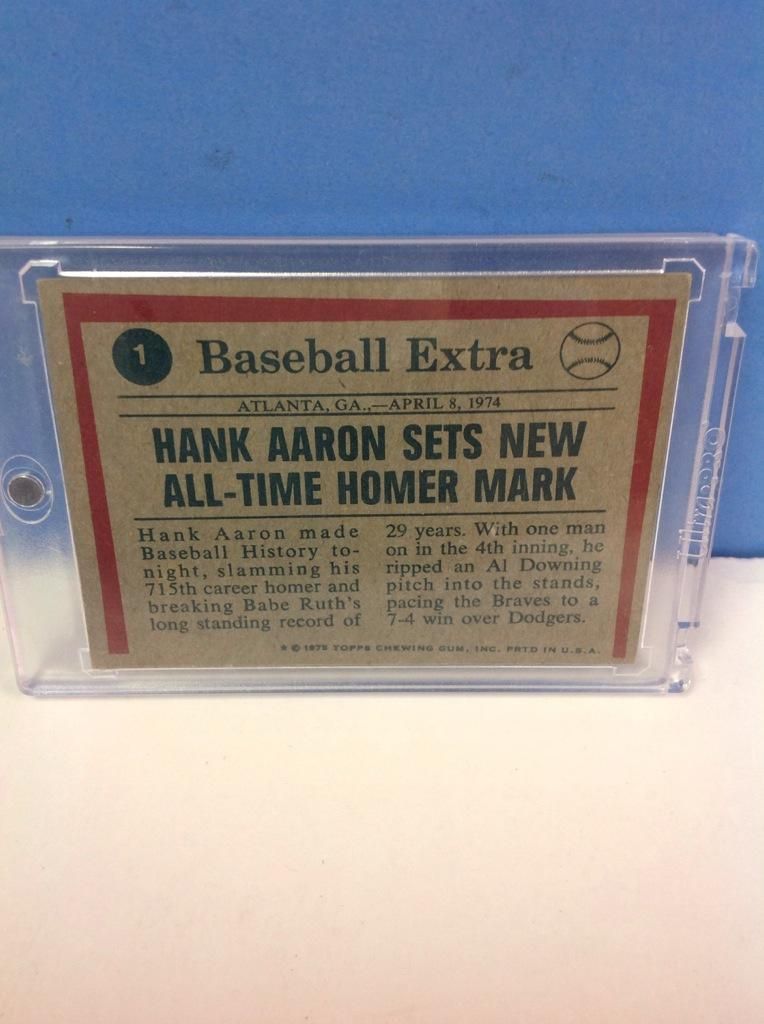 1 Baseball Extra
ATLANTA, GA.,—APRIL 8, 1974
HANK AARON SETS NEW
ALL-TIME HOMER MARK
Hank Aaron made
Baseball History to-
night, slamming his
715th career homer and
breaking Babe Ruth's
long standing record of
29 years. With one man
on in the 4th inning, he
ripped an Al Downing
pitch into the stands,
pacing the Braves to a
7-4 win over Dodgers.
* © 1975 TOPPS CHEWING GUM, INC. PRTD IN U.S.A.
ULTRA PRO